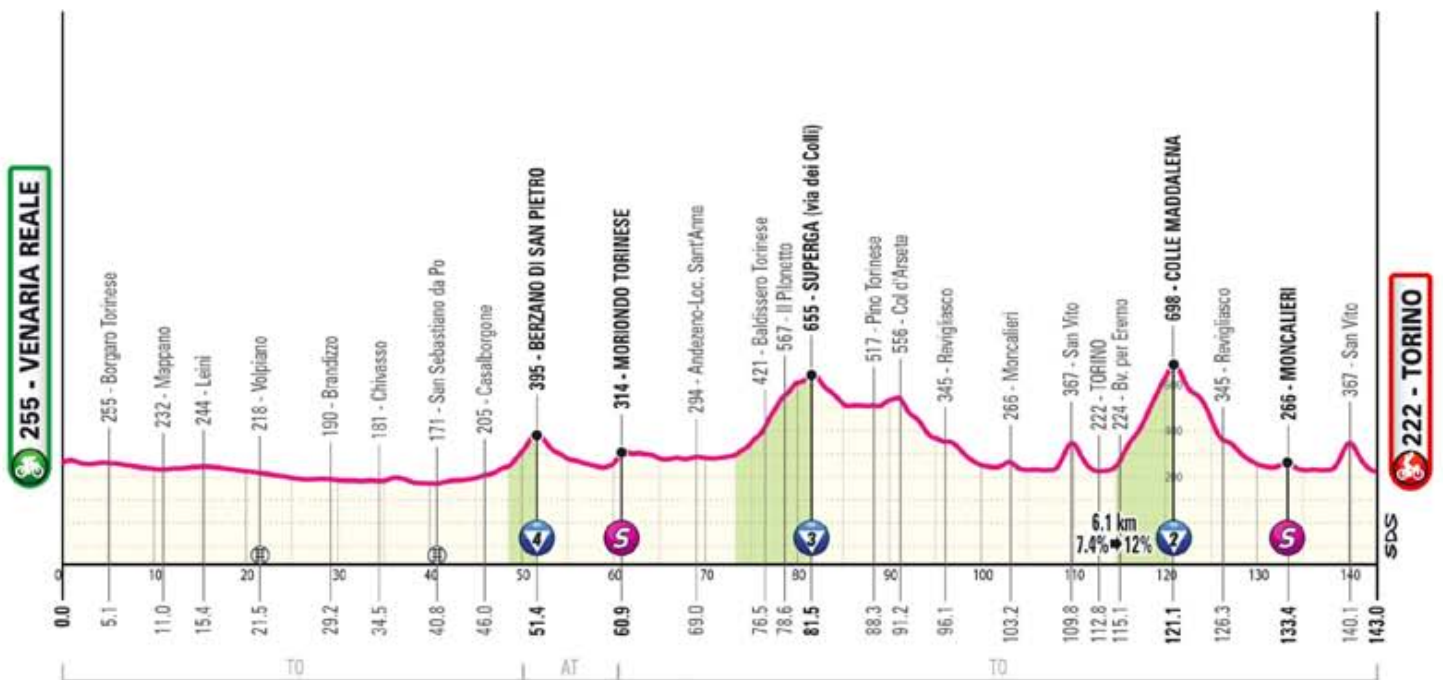 255 - VENARIA REALE
255 - Borgaro Torinese
232 - Mappano
244 - Leini
218 - Volpiano
190 - Brandizzo
181 - Chivasso
171 - San Sebastiano da Po
205 - Casalborgone
395 - BERZANO DI SAN PIETRO
314 - MORIONDO TORINESE
294 - Andezeno-Loc. Sant'Anna
421 - Baldissero Torinese
567 - Il Pilonetto
655 - SUPERGA (via dei Colli)
517 - Pino Torinese
556 - Col d'Arsete
345 - Revigliasco
266 - Moncalieri
367 - San Vito
222 - TORINO
224 - Bv. per Eremo
698 - COLLE MADDALENA
345 - Revigliasco
266 - MONCALIERI
367 - San Vito
222 - TORINO
200
4
S
3
6.1 km
7.4% 12%
2
S
SDS
0 10 20 30 40 50 60 70 80 90 100 110 120 130 140
0.0 5.1 11.0 15.4 21.5 29.2 34.5 40.8 46.0 51.4 60.9 69.0 76.5 78.6 81.5 88.3 91.2 96.1 103.2 109.8 112.8 115.1 121.1 126.3 133.4 140.1 143.0
TO AT TO